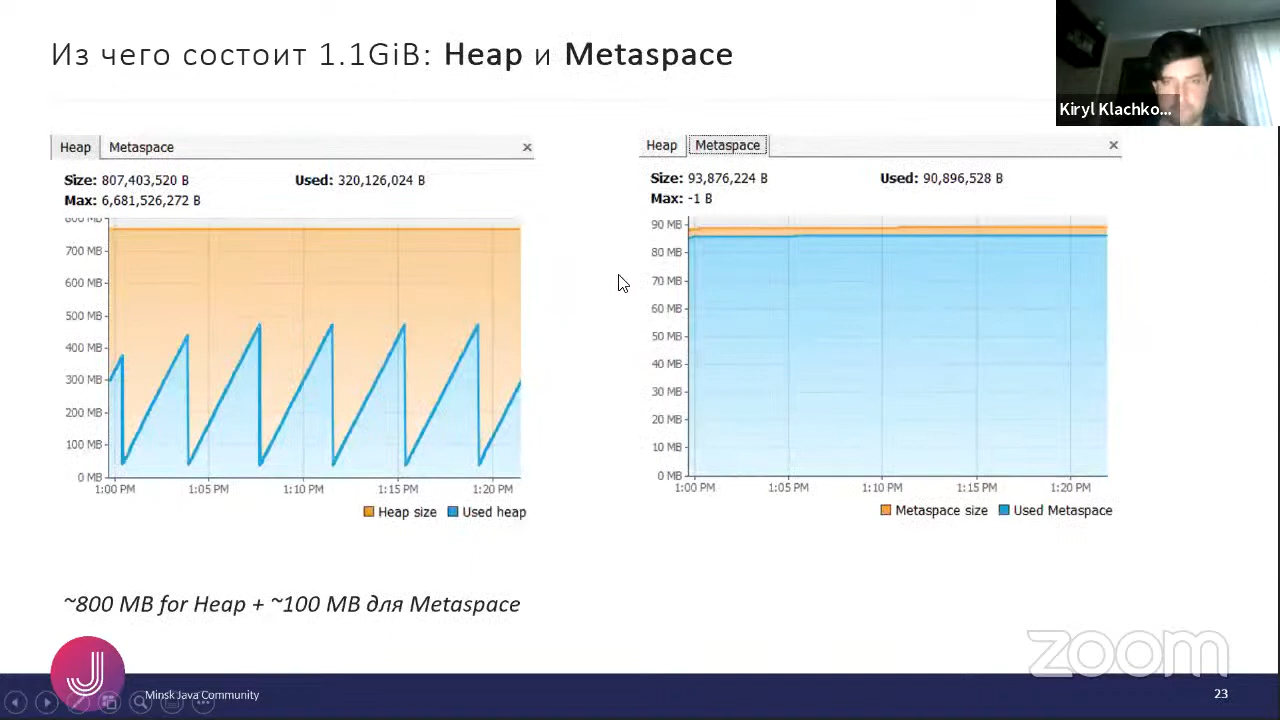 Из чего состоит 1.1GiB: Heap и Metaspace
Kiryl Klachko...
Heap Metaspace ×
Size: 807,403,520 B Used: 320,126,024 B
Max: 6,681,526,272 B
800 MB
700 MB
600 MB
500 MB
400 MB
300 MB
200 MB
100 MB
0 MB
1:00 PM 1:05 PM 1:10 PM 1:15 PM 1:20 PM
Heap size Used heap
Heap Metaspace ×
Size: 93,876,224 B Used: 90,896,528 B
Max: -1 B
90 MB
80 MB
70 MB
60 MB
50 MB
40 MB
30 MB
20 MB
10 MB
0 MB
1:00 PM 1:05 PM 1:10 PM 1:15 PM 1:20 PM
Metaspace size Used Metaspace
~800 MB for Heap + ~100 MB для Metaspace
zoom
J
Minsk Java Community
23